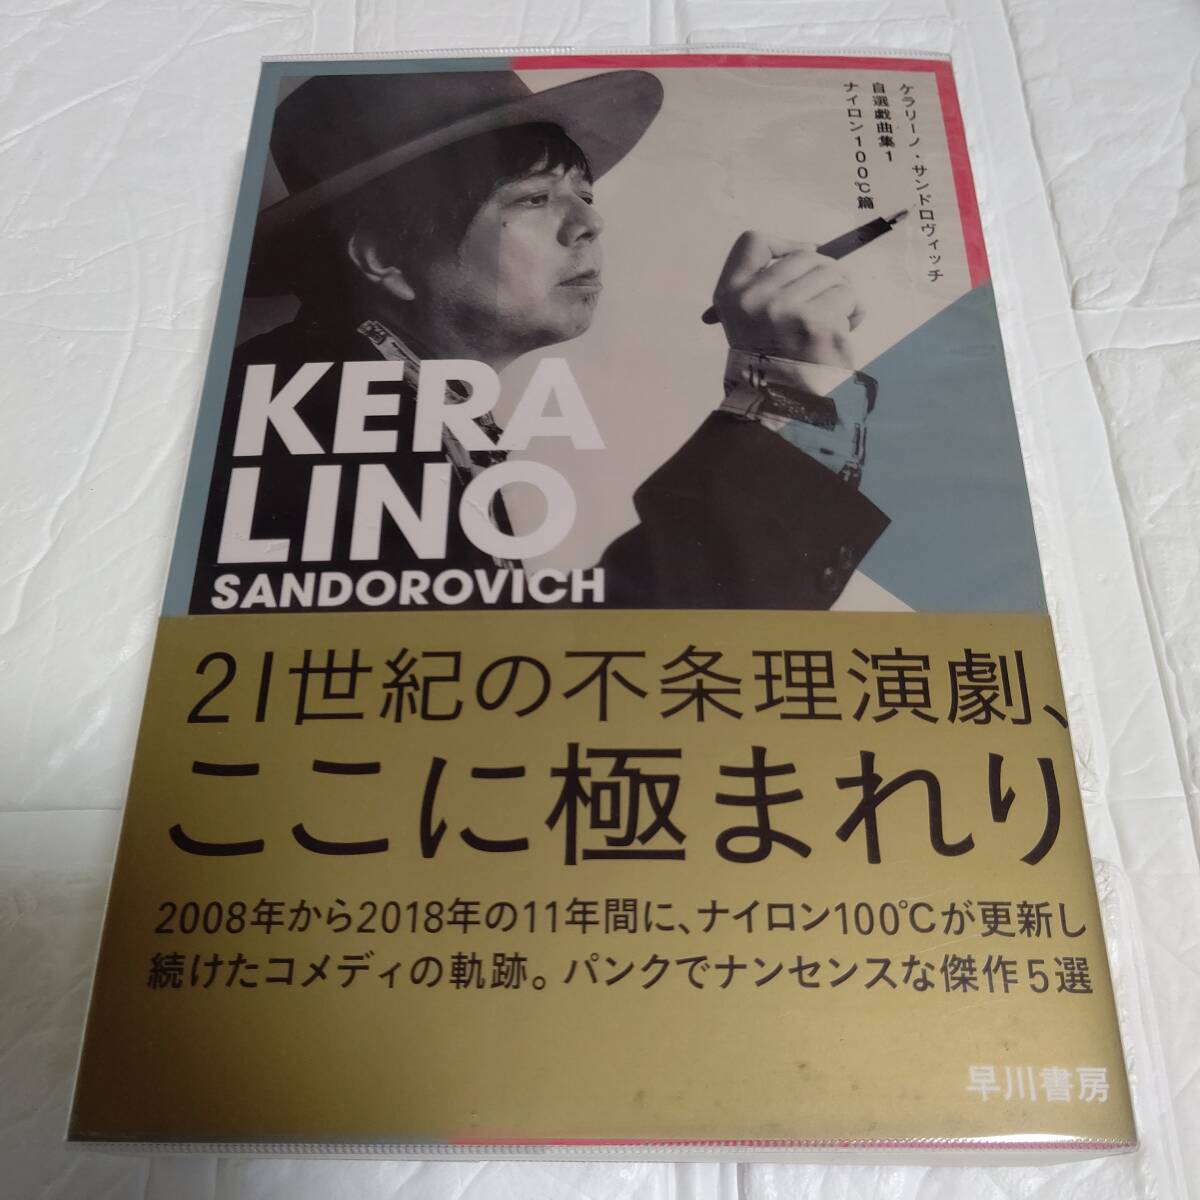 ケラリーノ・サンドロヴィッチ
自選戯曲集1
ナイロン100℃篇
KERA
LINO
SANDOROVICH
21世紀の不条理演劇、
ここに極まれり
2008年から2018年の11年間に、ナイロン100℃が更新し
続けたコメディの軌跡。パンクでナンセンスな傑作5選
早川書房